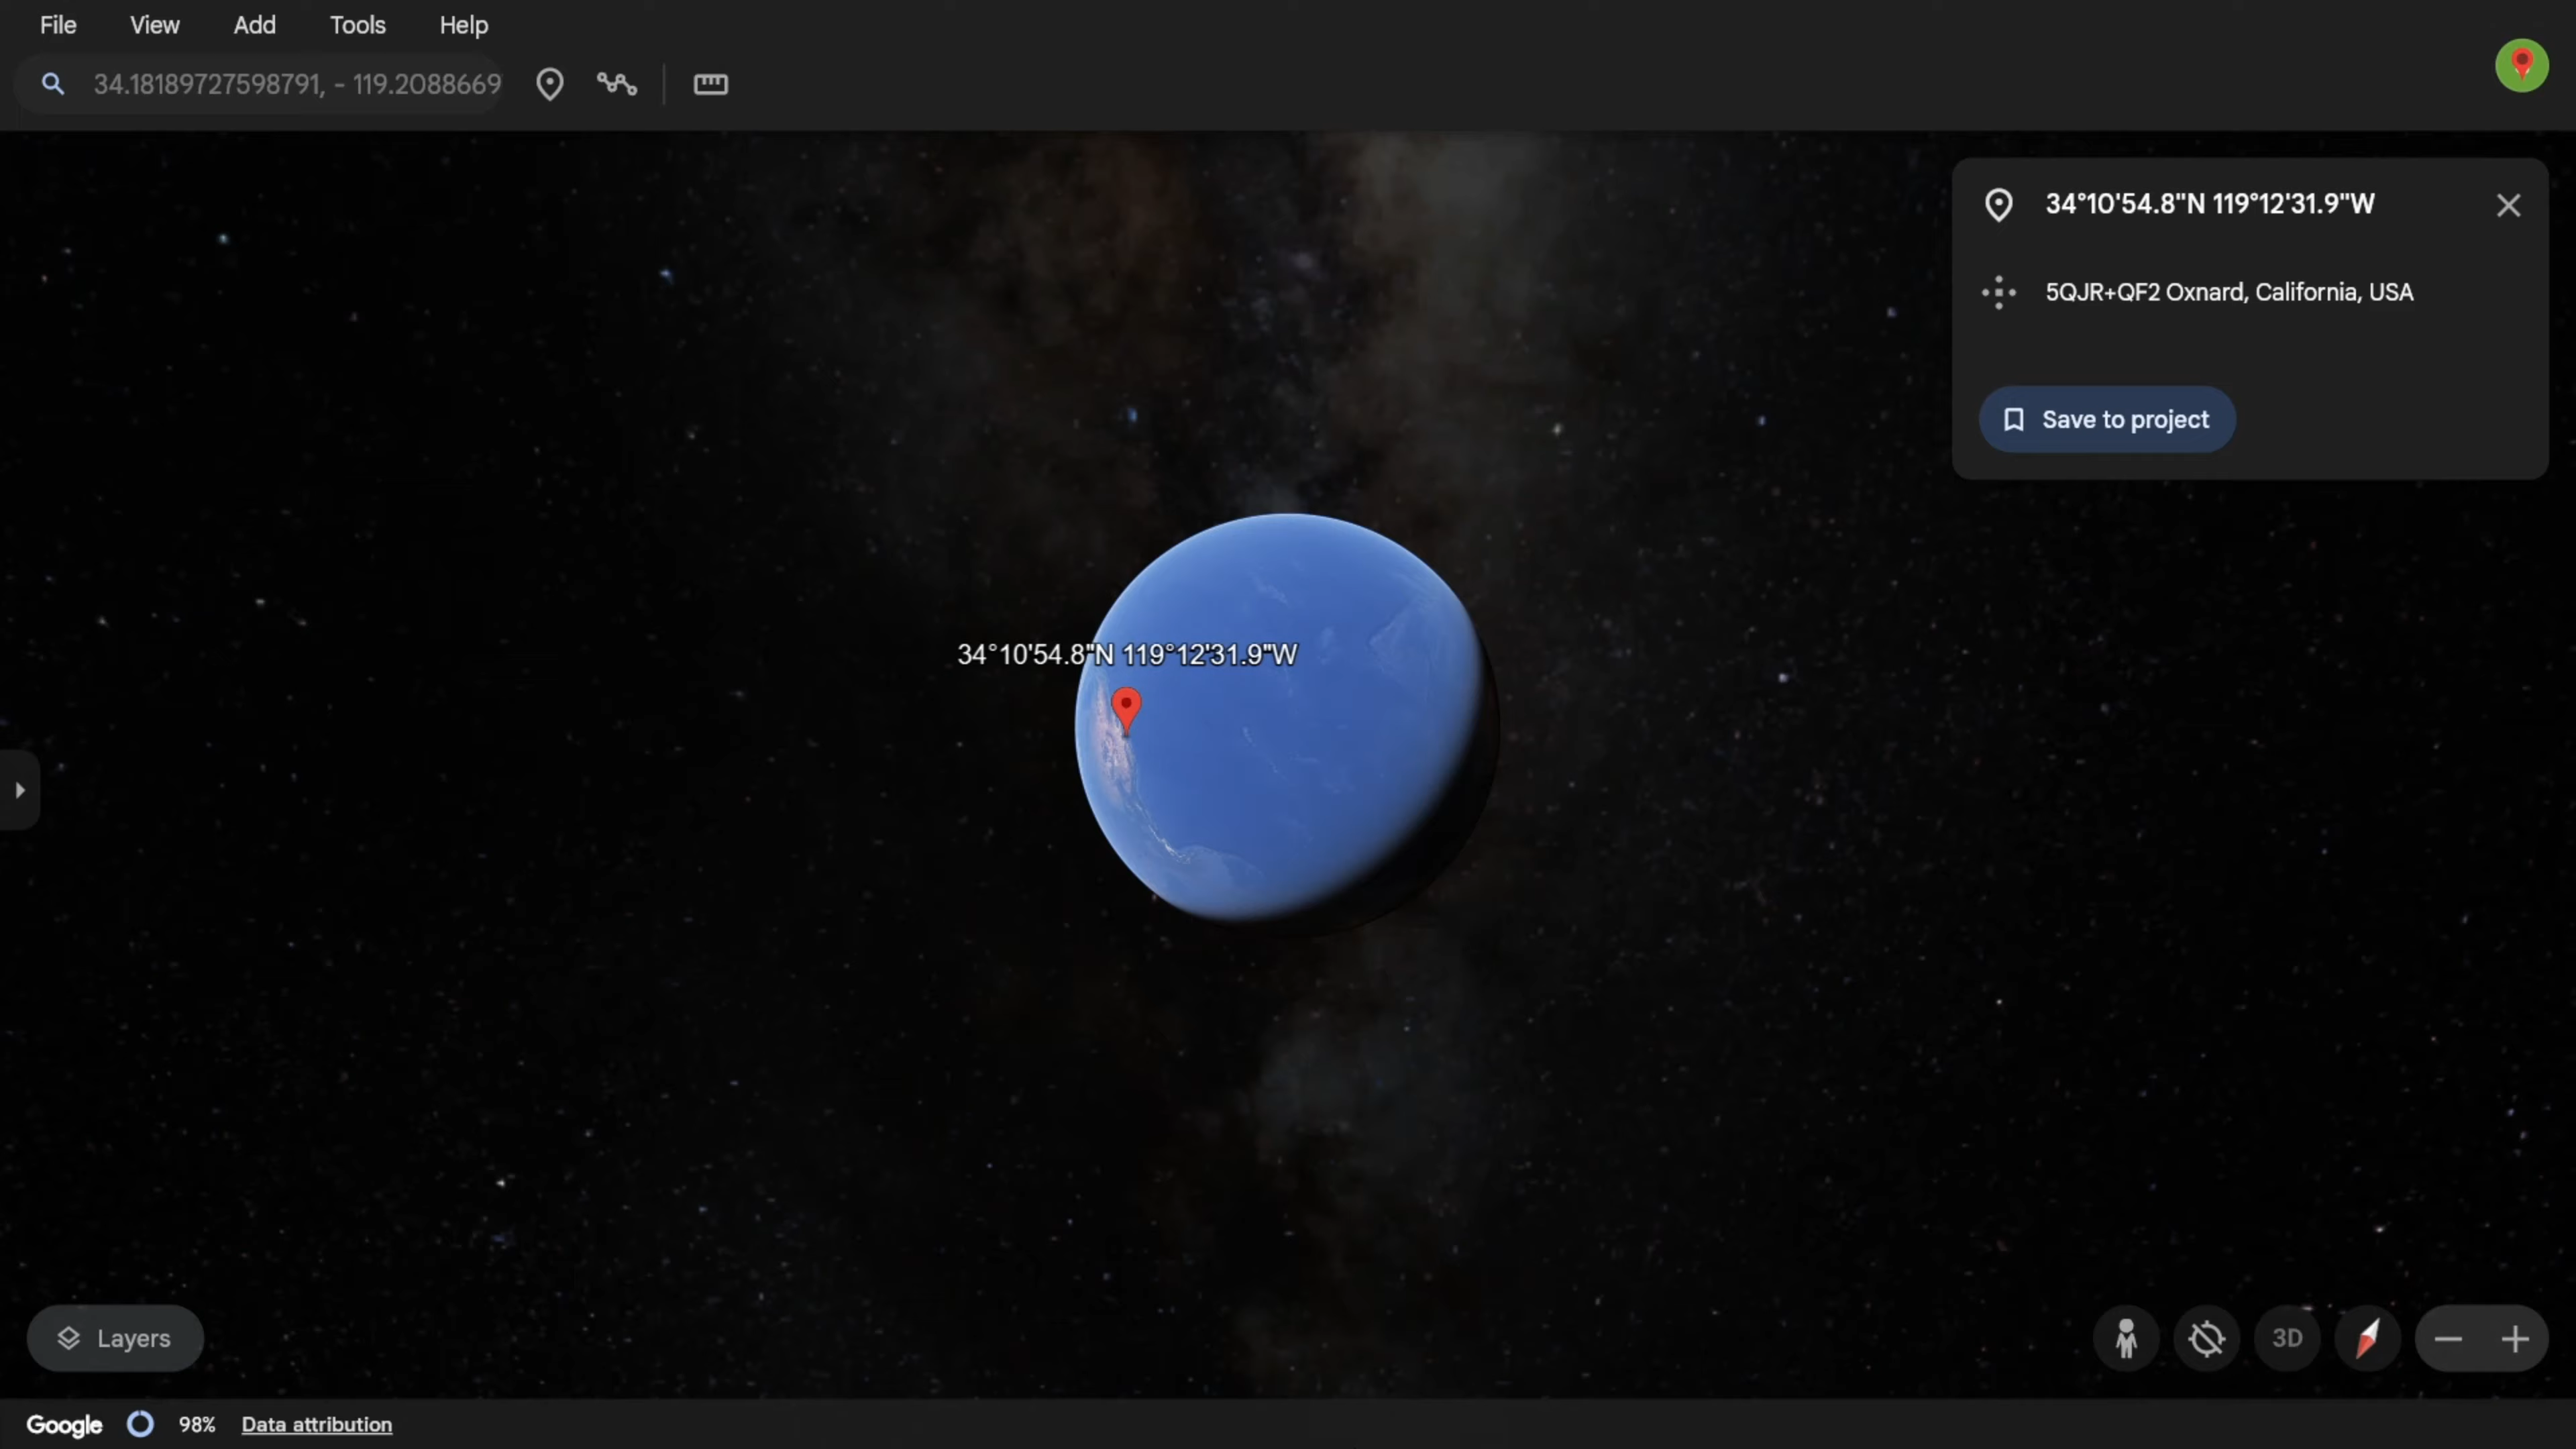 File View Add Tools Help
34.18189727598791, - 119.2088669
34°10'54.8"N 119°12'31.9"W
5QJR+QF2 Oxnard, California, USA
Save to project
34°10'54.8"N 119°12'31.9"W
Layers
3D
Google 98% Data attribution